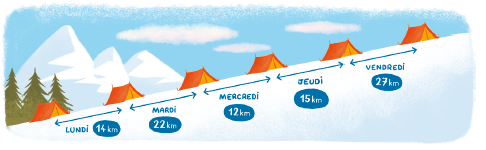 LUNDI 14 km
MARDI
22 km
MERCREDI
12 km
JEUDI
15 km
VENDREDI
27 km